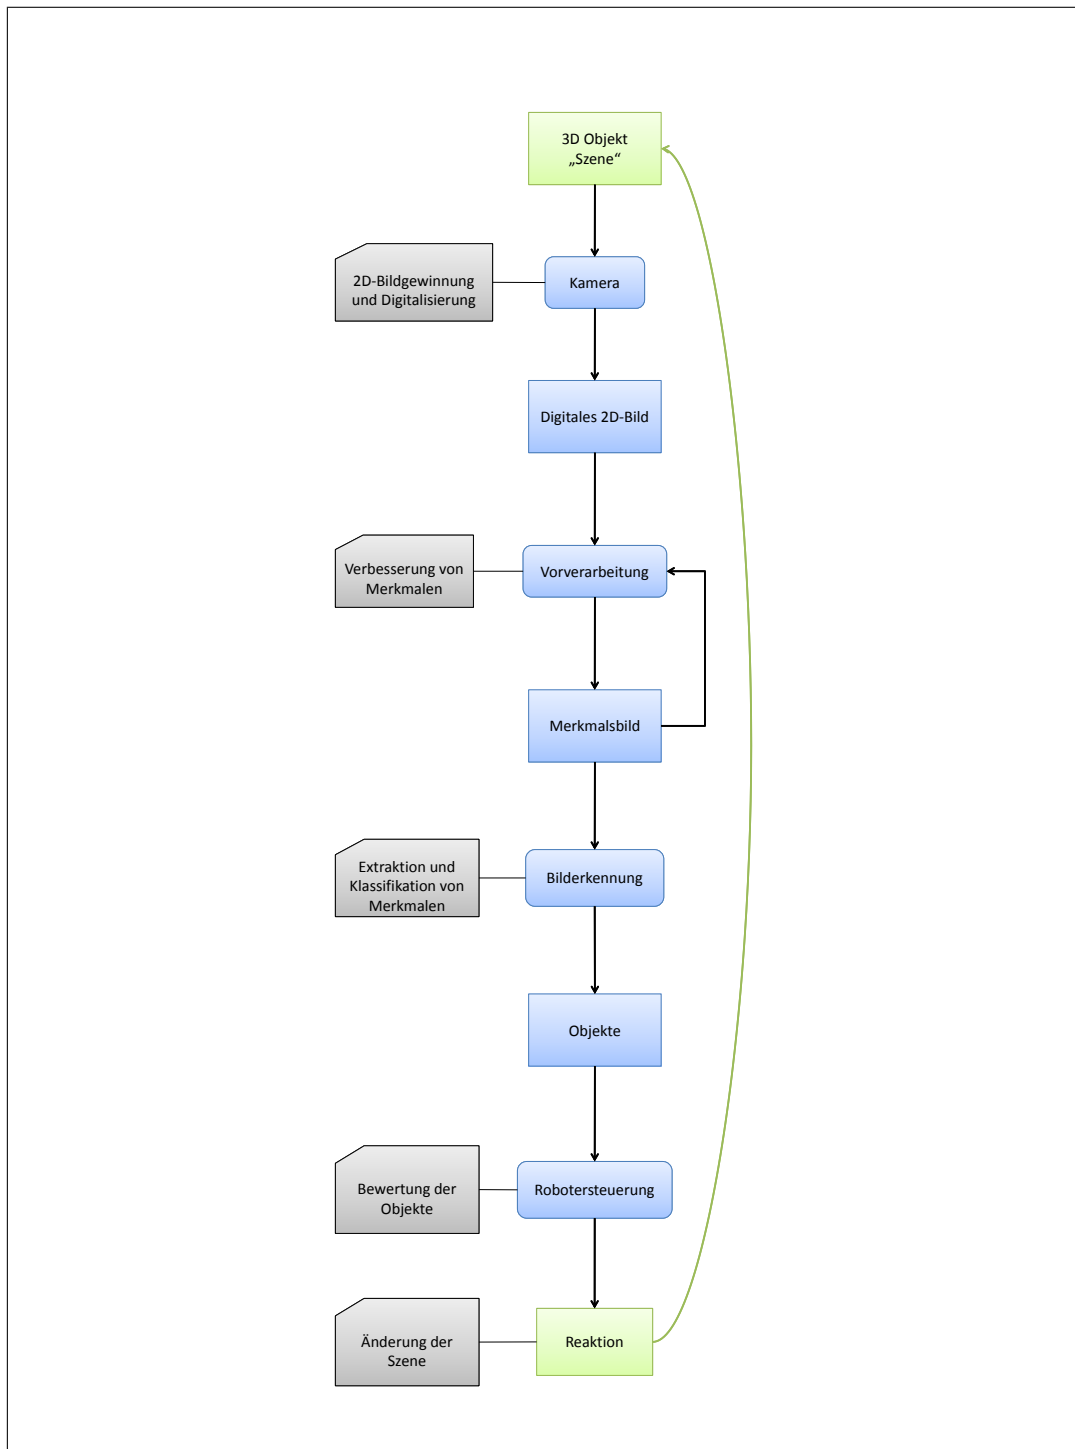 3D Objekt
„Szene“
2D-Bildgewinnung
und Digitalisierung
Kamera
Digitales 2D-Bild
Verbesserung von
Merkmalen
Vorverarbeitung
Merkmalsbild
Extraktion und
Klassifikation von
Merkmalen
Bilderkennung
Objekte
Bewertung der
Objekte
Robotersteuerung
Änderung der
Szene
Reaktion